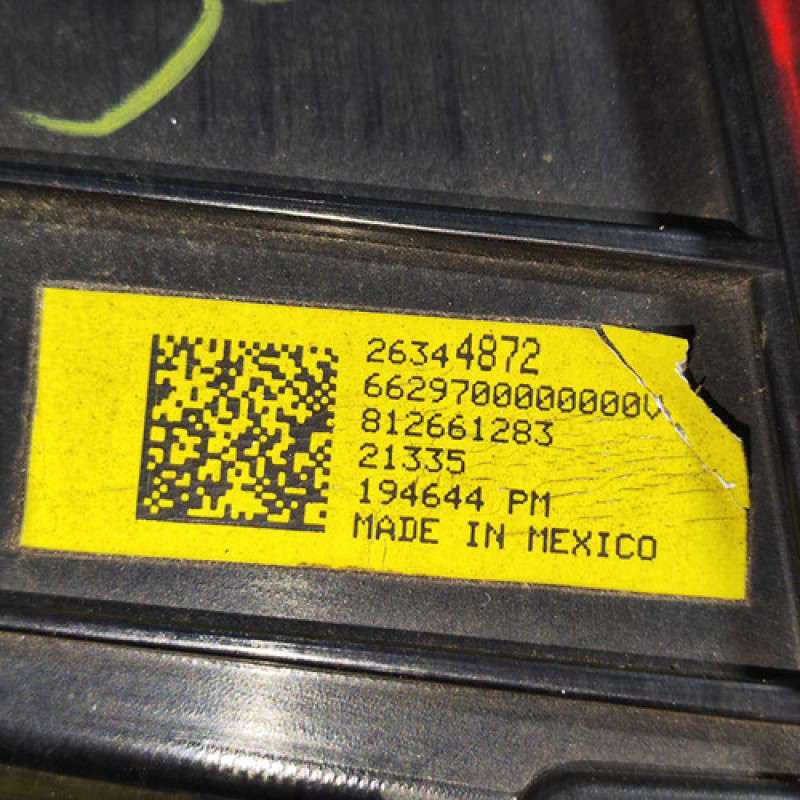 26344872
6629700000000V
812661283
21335
194644 PM
MADE IN MEXICO